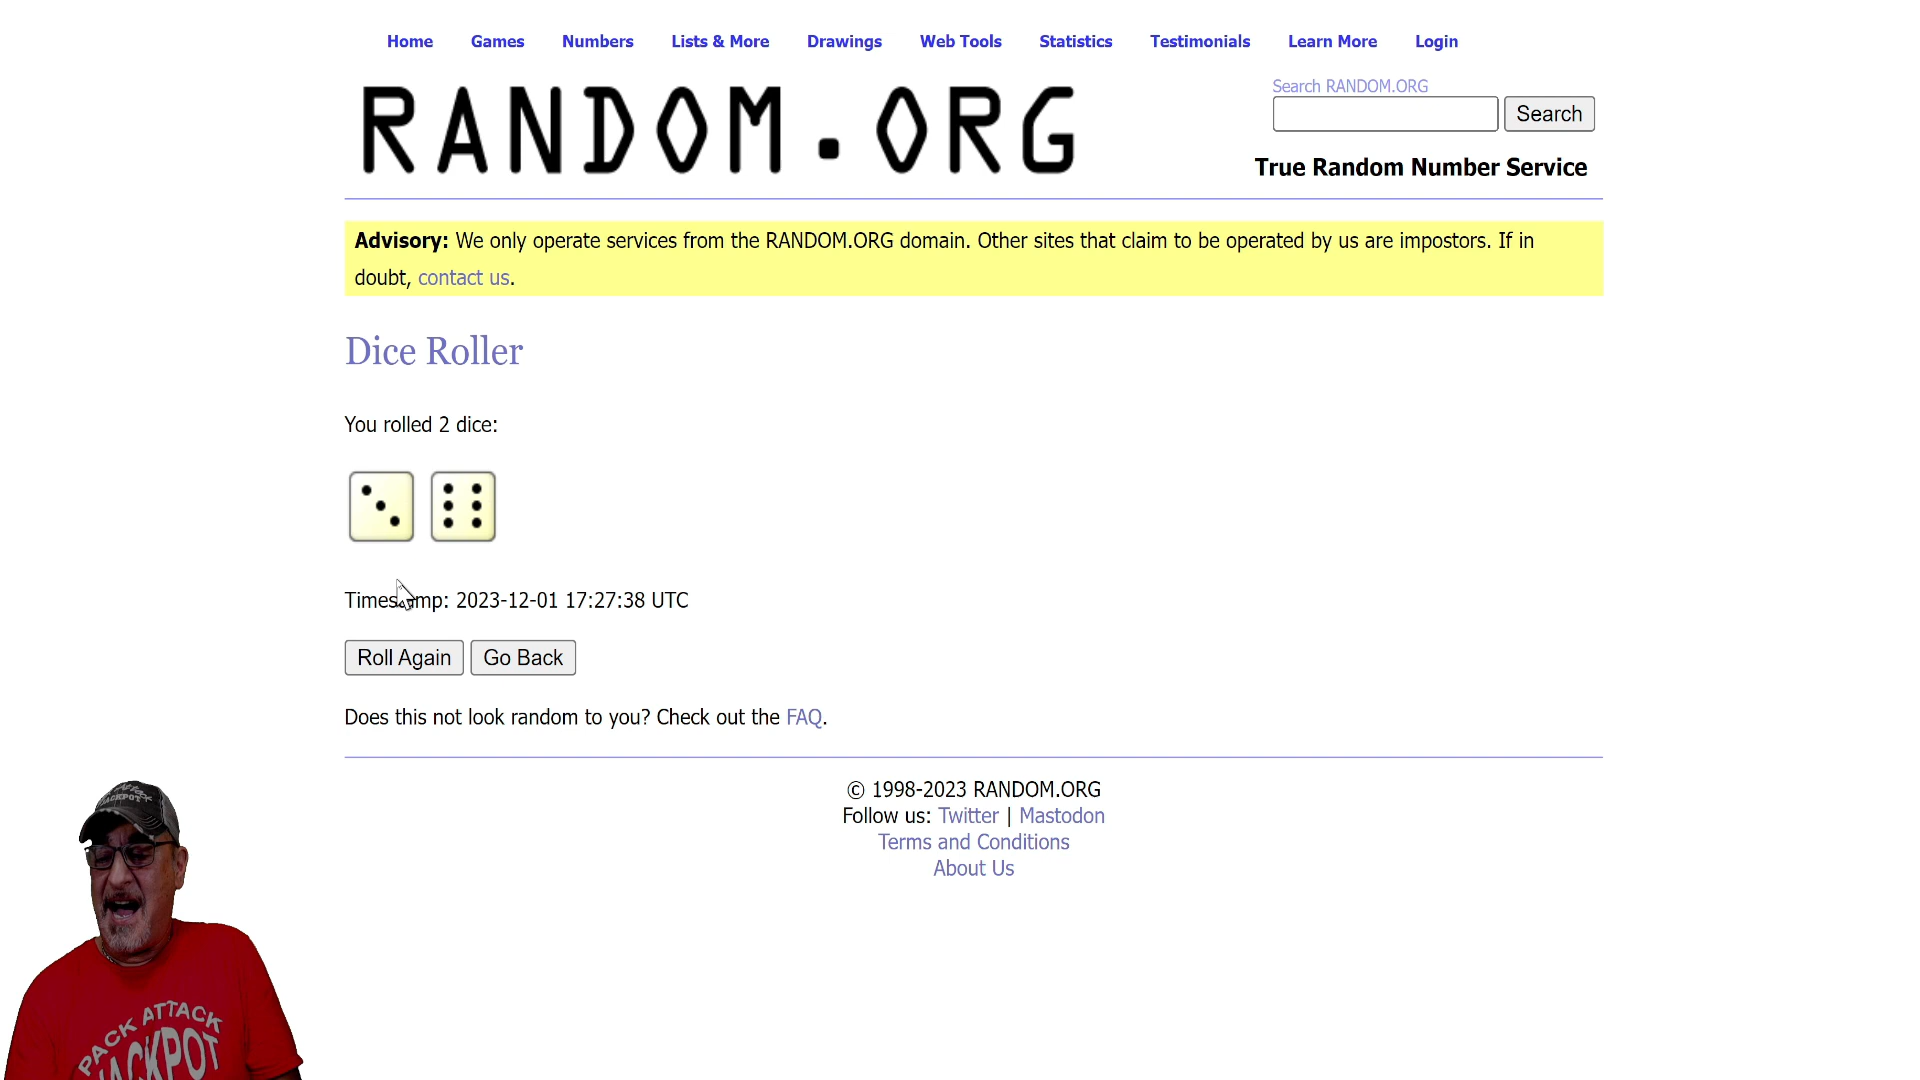 Home Games Numbers Lists & More Drawings Web Tools Statistics Testimonials Learn More Login
RANDOM.ORG
Search RANDOM.ORG
Search
True Random Number Service
Advisory: We only operate services from the RANDOM.ORG domain. Other sites that claim to be operated by us are impostors. If in
doubt, contact us.
Dice Roller
You rolled 2 dice:
Timestamp: 2023-12-01 17:27:38 UTC
Roll Again Go Back
Does this not look random to you? Check out the FAQ.
© 1998-2023 RANDOM.ORG
Follow us: Twitter | Mastodon
Terms and Conditions
About Us
JACKPOT
PACK ATTACK
JACKPOT